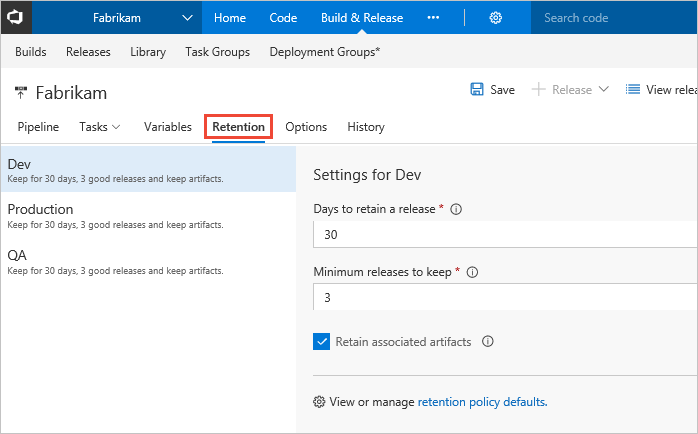 Fabrikam Home Code Build & Release ••• Search code
Builds Releases Library Task Groups Deployment Groups*
Fabrikam Save + Release View relea
Pipeline Tasks Variables Retention Options History
Dev
Keep for 30 days, 3 good releases and keep artifacts.
Production
Keep for 30 days, 3 good releases and keep artifacts.
QA
Keep for 30 days, 3 good releases and keep artifacts.
Settings for Dev
Days to retain a release *
30
Minimum releases to keep *
3
Retain associated artifacts
View or manage retention policy defaults.